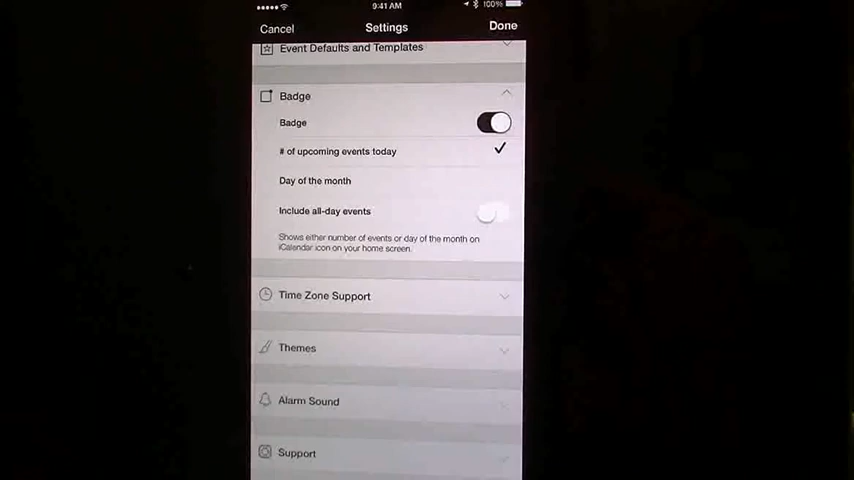 9:41 AM
100%
Cancel
Settings
Done
Event Defaults and Templates
Badge
Badge
# of upcoming events today
Day of the month
Include all-day events
Shows either number of events or day of the month on
iCalendar icon on your home screen.
Time Zone Support
Themes
Alarm Sound
Support